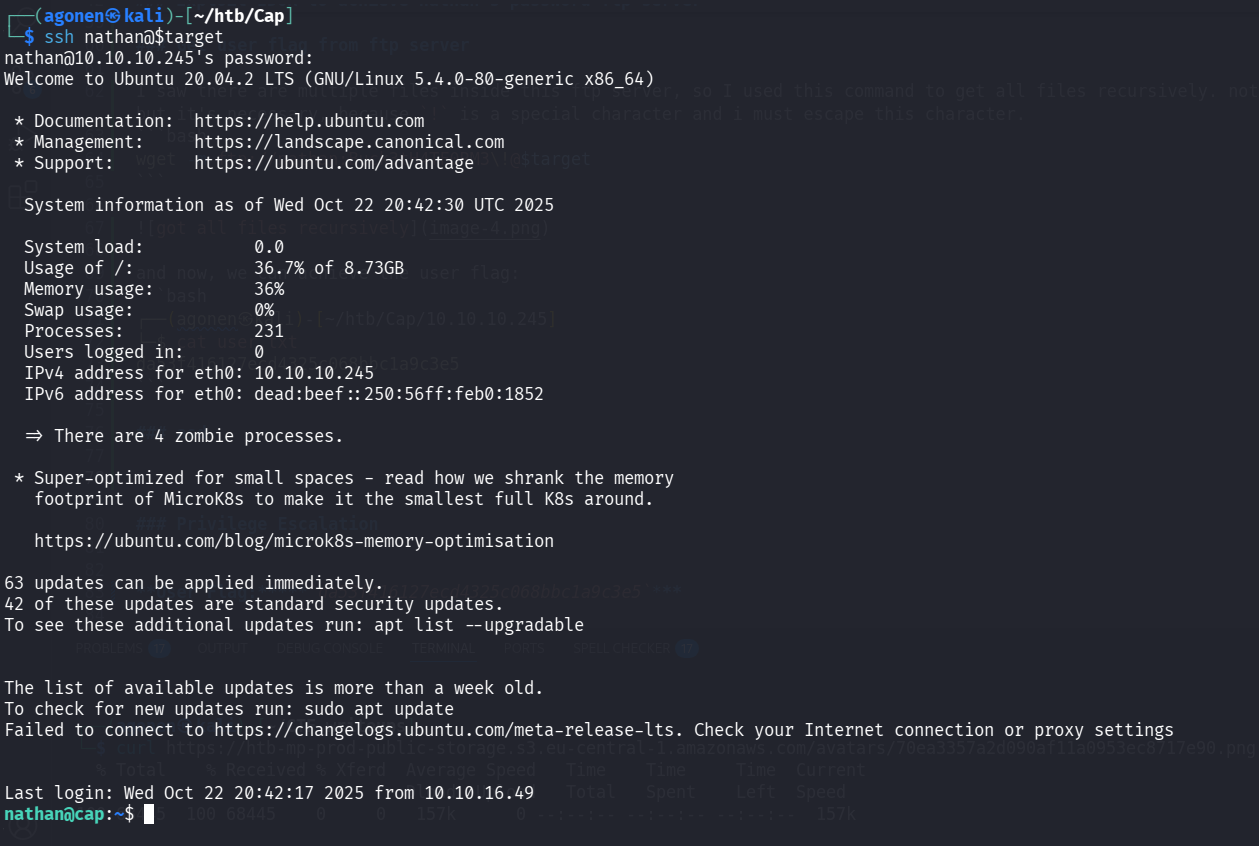 ┌──(agonen㉿kali)-[~/htb/Cap]
└─$ ssh nathan@$target
nathan@10.10.10.245's password:
Welcome to Ubuntu 20.04.2 LTS (GNU/Linux 5.4.0-80-generic x86_64)
* Documentation: https://help.ubuntu.com
* Management: https://landscape.canonical.com
* Support: https://ubuntu.com/advantage
System information as of Wed Oct 22 20:42:30 UTC 2025
System load: 0.0
Usage of /: 36.7% of 8.73GB
Memory usage: 36%
Swap usage: 0%
Processes: 231
Users logged in: 0
IPv4 address for eth0: 10.10.10.245
IPv6 address for eth0: dead:beef::250:56ff:feb0:1852
=> There are 4 zombie processes.
* Super-optimized for small spaces - read how we shrank the memory
footprint of MicroK8s to make it the smallest full K8s around.
https://ubuntu.com/blog/microk8s-memory-optimisation
63 updates can be applied immediately.
42 of these updates are standard security updates.
To see these additional updates run: apt list --upgradable
The list of available updates is more than a week old.
To check for new updates run: sudo apt update
Failed to connect to https://changelogs.ubuntu.com/meta-release-lts. Check your Internet connection or proxy settings
Last login: Wed Oct 22 20:42:17 2025 from 10.10.16.49
nathan@cap:~$